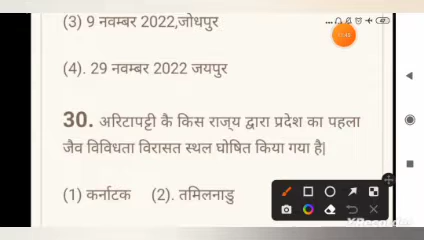 (3) 9 नवम्बर 2022,जोधपुर
(4). 29 नवम्बर 2022 जयपुर
30. अरिटापट्टी कै किस राज्य द्वारा प्रदेश का पहला
जैव विविधता विरासत स्थल घोषित किया गया है|
(1) कर्नाटक (2). तमिलनाडु